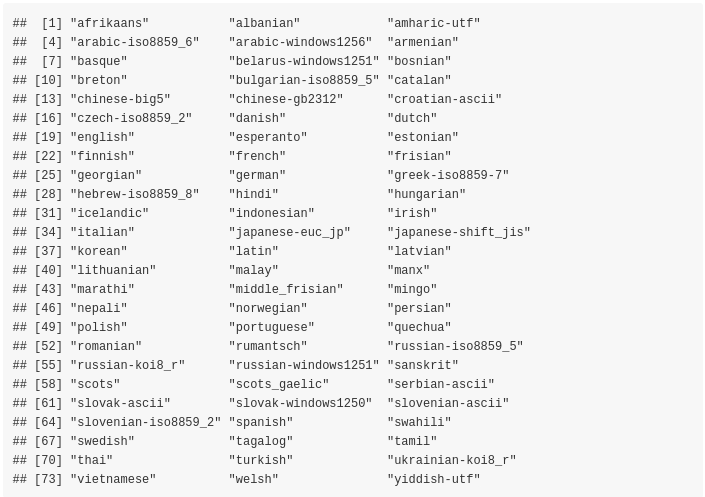 ##  [1] "afrikaans"           "albanian"            "amharic-utf"
##  [4] "arabic-iso8859_6"    "arabic-windows1256"  "armenian"
##  [7] "basque"              "belarus-windows1251" "bosnian"
## [10] "breton"              "bulgarian-iso8859_5" "catalan"
## [13] "chinese-big5"        "chinese-gb2312"      "croatian-ascii"
## [16] "czech-iso8859_2"     "danish"              "dutch"
## [19] "english"             "esperanto"           "estonian"
## [22] "finnish"             "french"              "frisian"
## [25] "georgian"            "german"              "greek-iso8859-7"
## [28] "hebrew-iso8859_8"    "hindi"               "hungarian"
## [31] "icelandic"           "indonesian"          "irish"
## [34] "italian"             "japanese-euc_jp"     "japanese-shift_jis"
## [37] "korean"              "latin"               "latvian"
## [40] "lithuanian"          "malay"               "manx"
## [43] "marathi"             "middle_frisian"      "mingo"
## [46] "nepali"              "norwegian"           "persian"
## [49] "polish"              "portuguese"          "quechua"
## [52] "romanian"            "rumantsch"           "russian-iso8859_5"
## [55] "russian-koi8_r"      "russian-windows1251" "sanskrit"
## [58] "scots"               "scots_gaelic"        "serbian-ascii"
## [61] "slovak-ascii"        "slovak-windows1250"  "slovenian-ascii"
## [64] "slovenian-iso8859_2" "spanish"             "swahili"
## [67] "swedish"             "tagalog"             "tamil"
## [70] "thai"                "turkish"             "ukrainian-koi8_r"
## [73] "vietnamese"          "welsh"               "yiddish-utf"